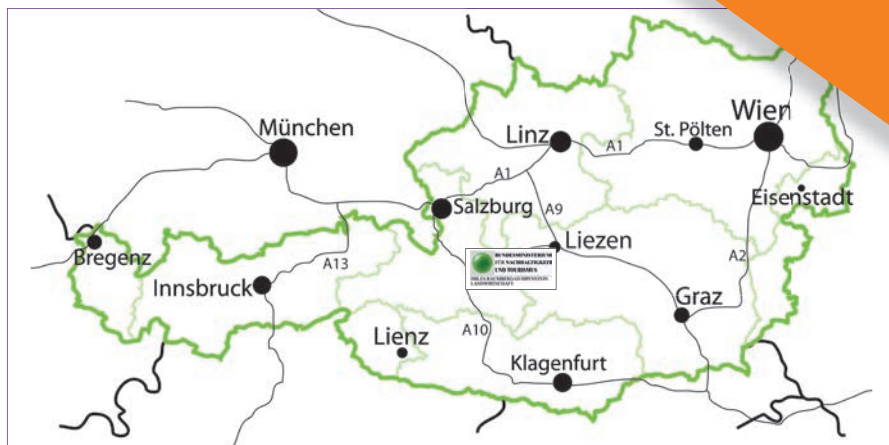 Wien
München
Linz
A1
St. Pölten
A1
Eisenstadt
Salzburg
A9
Bregenz
Liezen
A2
A13
BUNDESMINISTERIUM
FÜR NACHHALTIGKEIT
UND TOURISMUS
Innsbruck
Graz
A10
Lienz
Klagenfurt